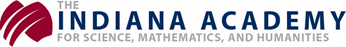 THE
INDIANA ACADEMY
FOR SCIENCE, MATHEMATICS, AND HUMANITIES